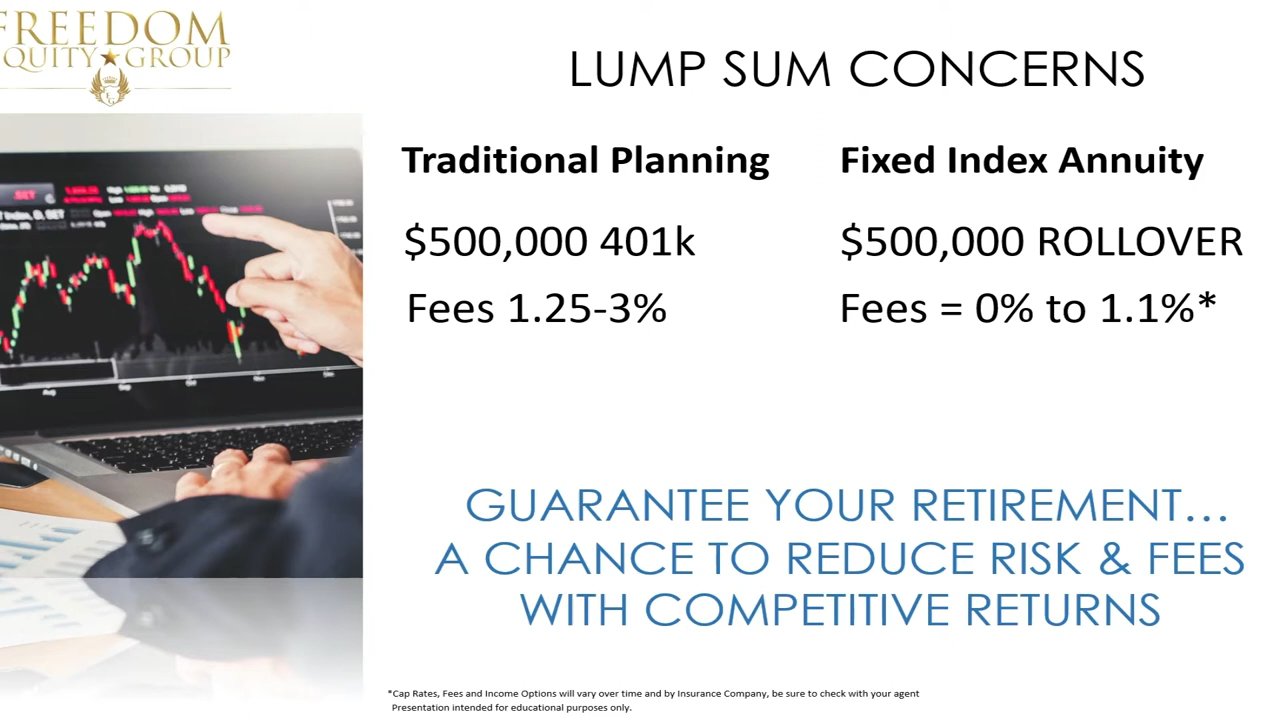 FREEDOM
QUITY★GROUP
LUMP SUM CONCERNS
Traditional Planning
Fixed Index Annuity
$500,000 401k
$500,000 ROLLOVER
Fees 1.25-3%
Fees = 0% to 1.1%*
GUARANTEE YOUR RETIREMENT…
A CHANCE TO REDUCE RISK & FEES
WITH COMPETITIVE RETURNS
*Cap Rates, Fees and Income Options will vary over time and by Insurance Company, be sure to check with your agent
Presentation intended for educational purposes only.